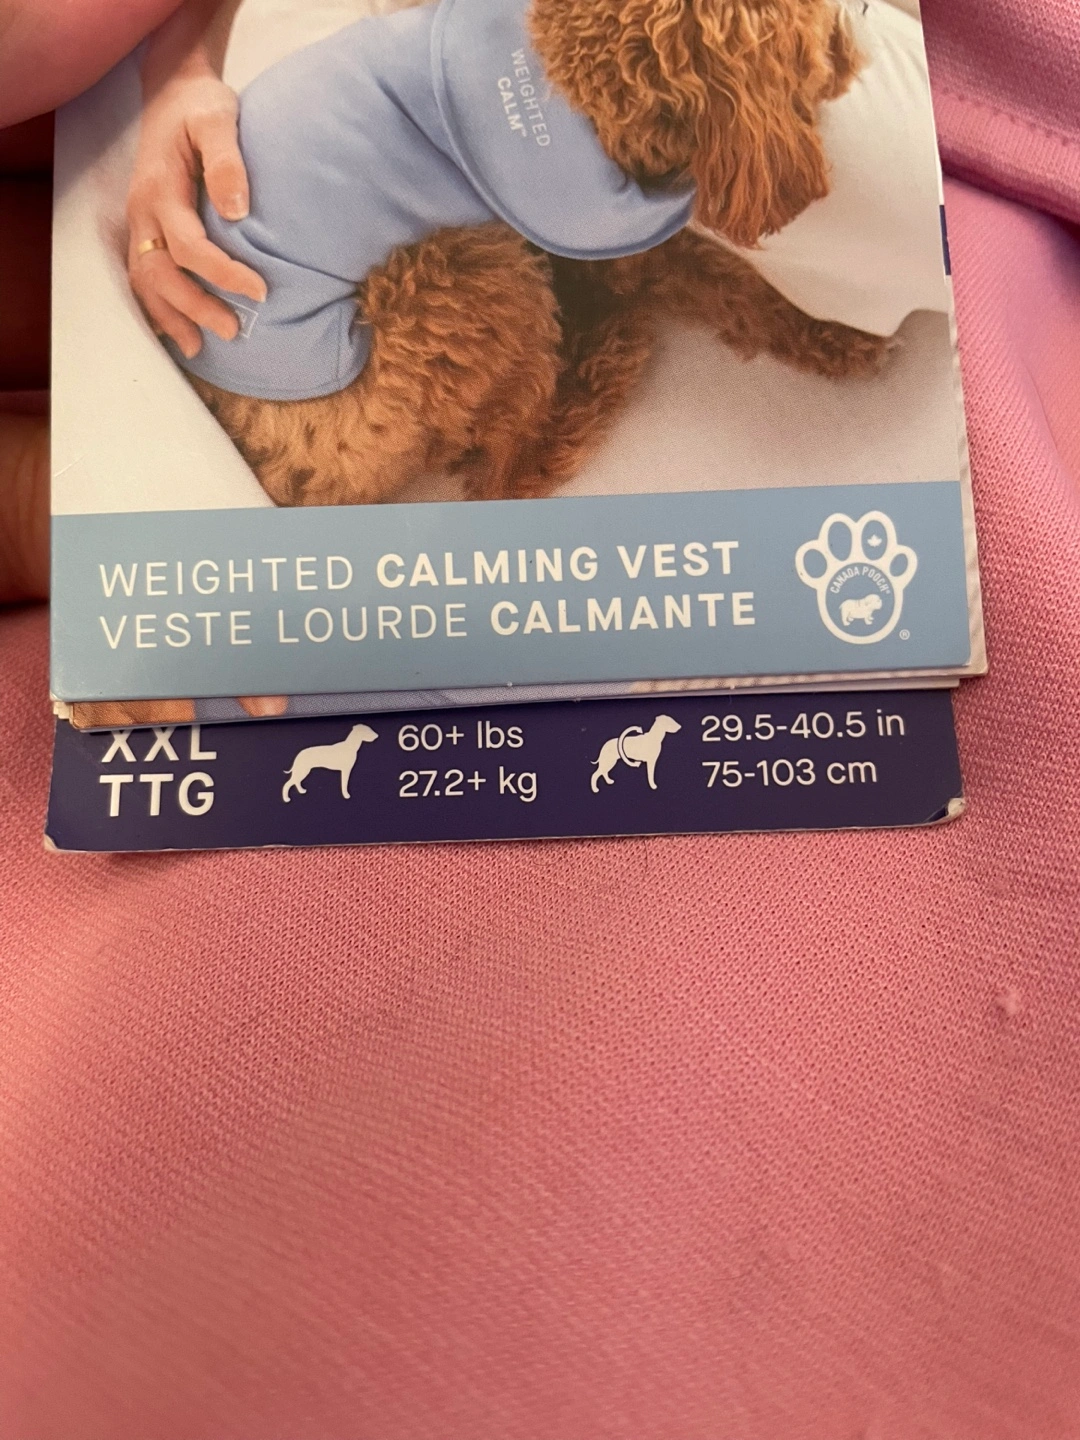 WEIGHTED
CALM™
WEIGHTED CALMING VEST
VESTE LOURDE CALMANTE
CANADA POOCH®
®
XXL
TTG
60+ lbs
27.2+ kg
29.5-40.5 in
75-103 cm